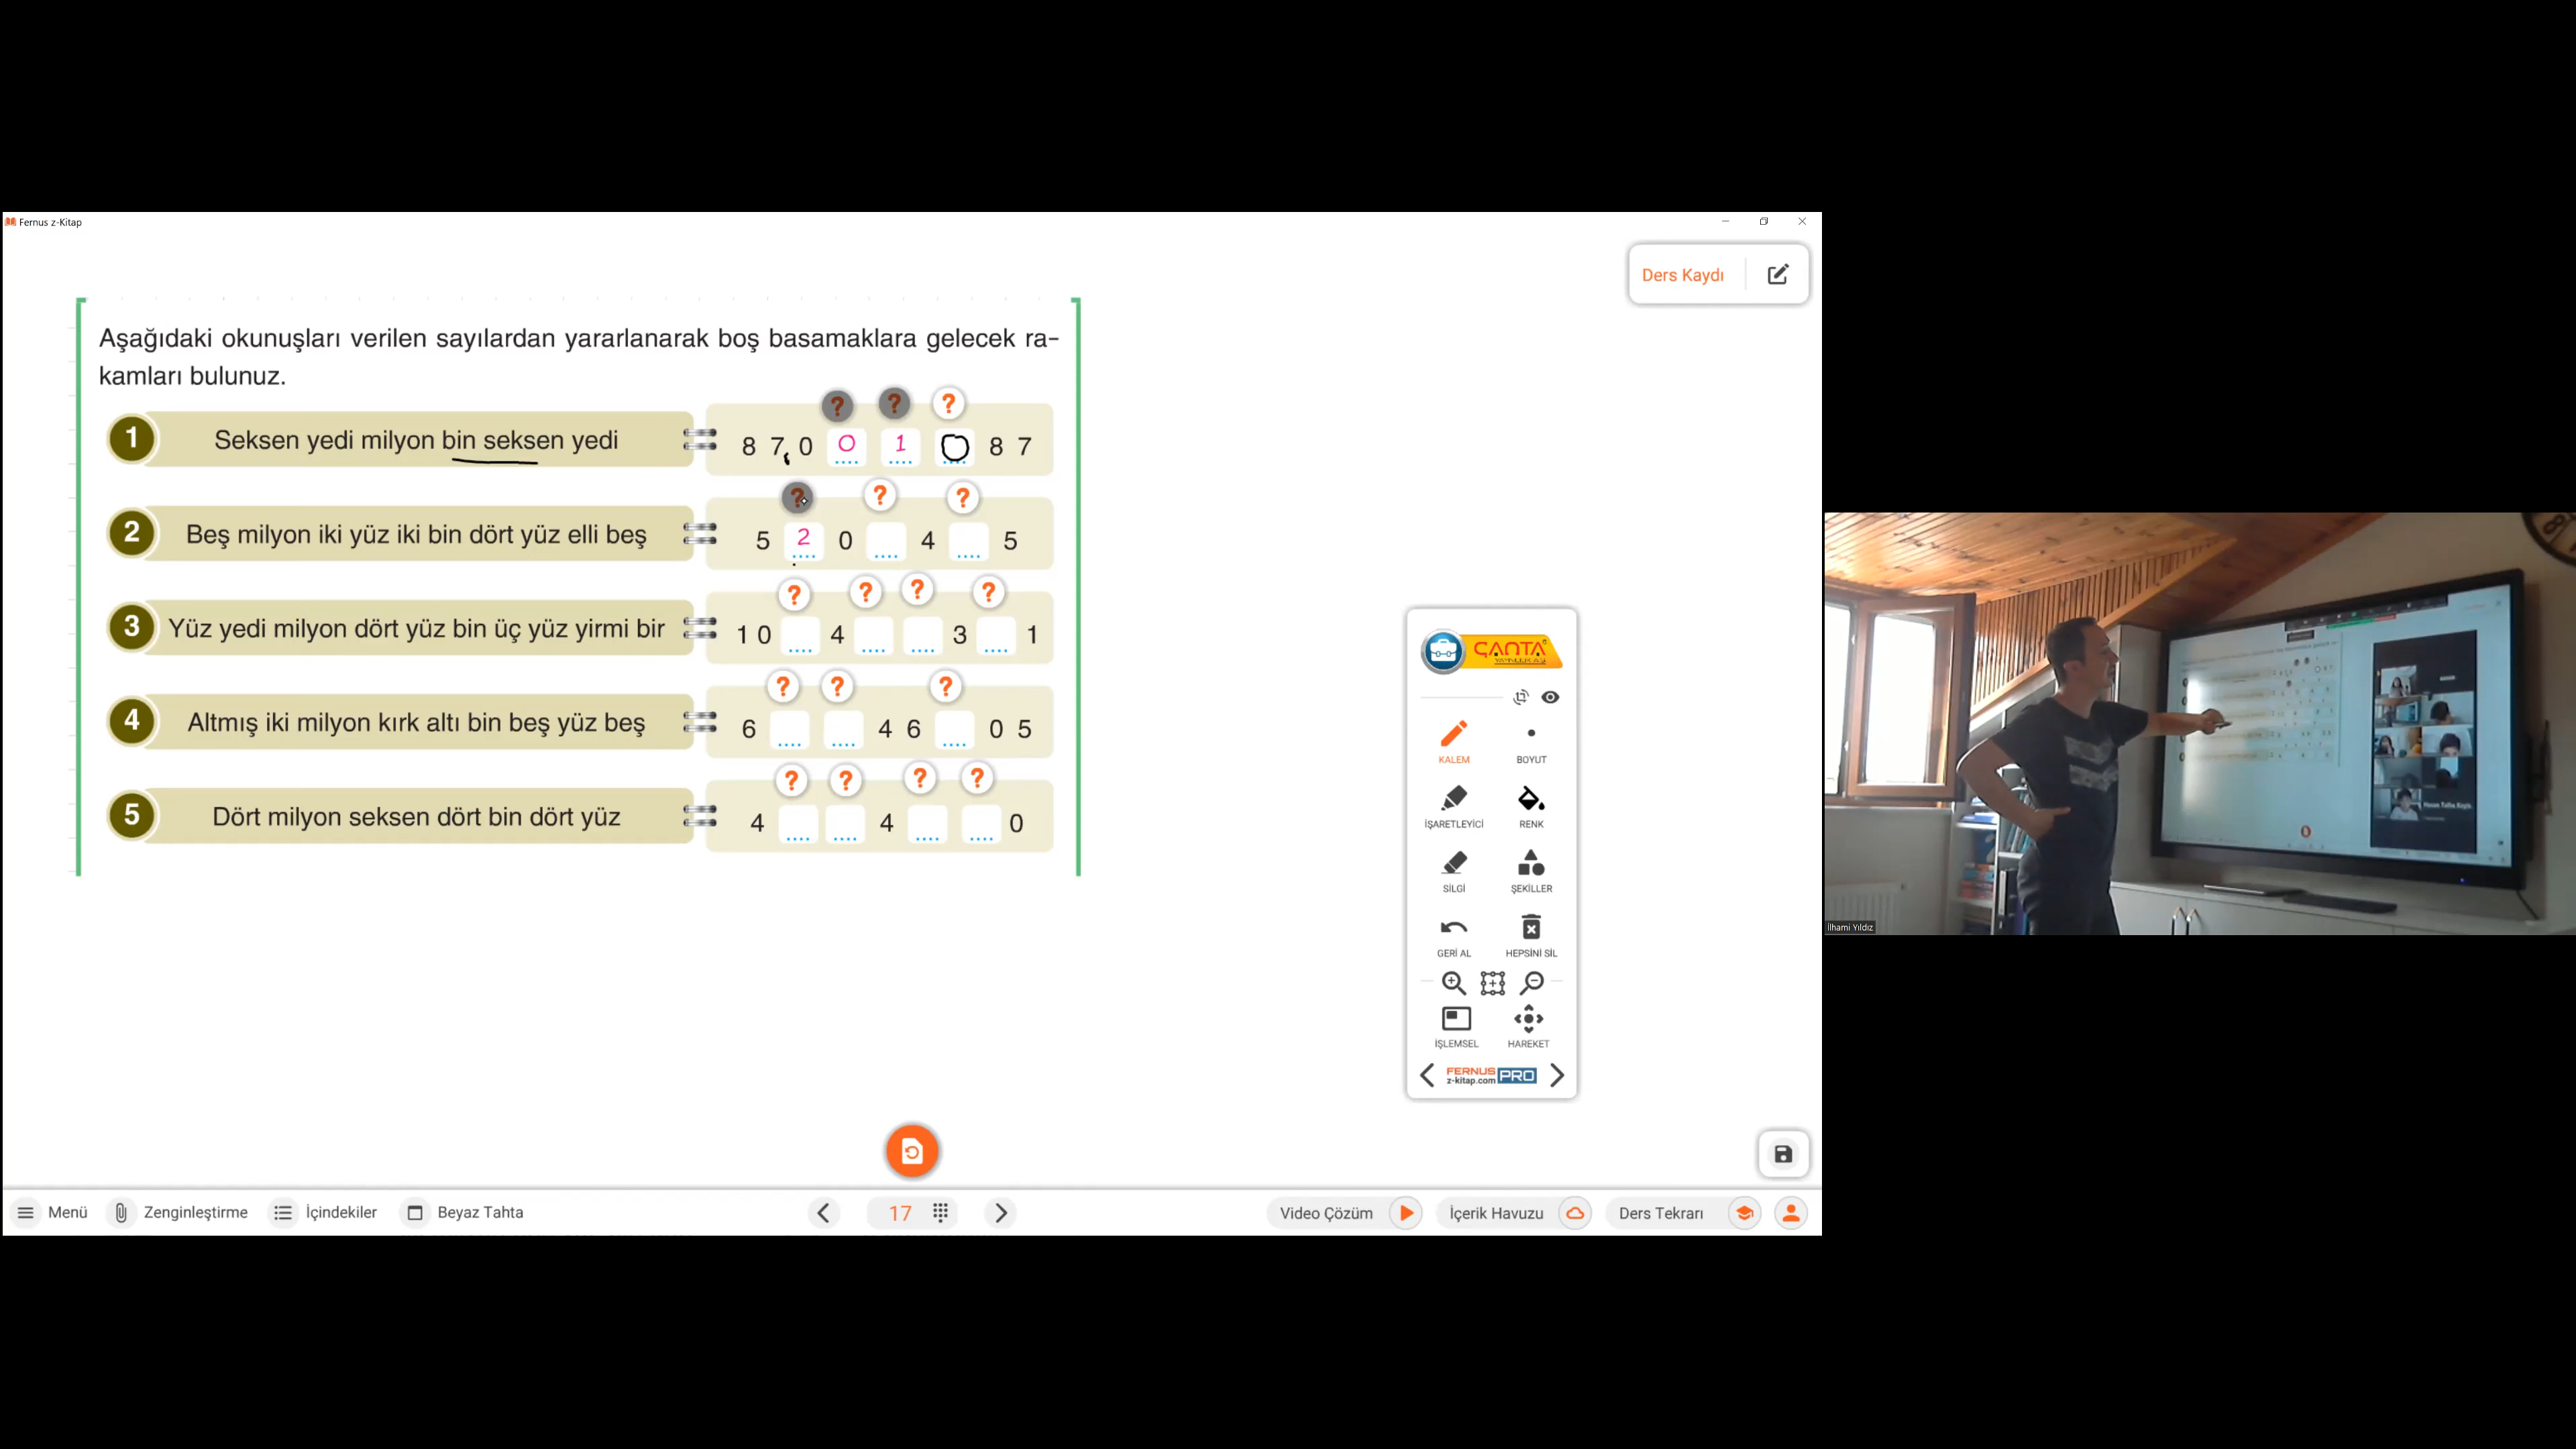 Fernus z-Kitap
Ders Kaydı
Aşağıdaki okunuşları verilen sayılardan yararlanarak boş basamaklara gelecek ra-
kamları bulunuz.
? ? ?
1 Seksen yedi milyon bin seksen yedi 8 7, 0 0 1 0 8 7
? ? ?
2 Beş milyon iki yüz iki bin dört yüz elli beş 5 2 0 .... 4 .... 5
? ? ? ?
3 Yüz yedi milyon dört yüz bin üç yüz yirmi bir 1 0 .... 4 .... .... 3 .... 1
? ? ?
4 Altmış iki milyon kırk altı bin beş yüz beş 6 .... .... 4 6 .... 0 5
? ? ? ?
5 Dört milyon seksen dört bin dört yüz 4 .... .... 4 .... .... 0
ÇANTA
YAYINCILIK A.Ş.
KALEM BOYUT
İŞARETLEYİCİ RENK
SİLGİ ŞEKİLLER
GERİ AL HEPSİNİ SİL
İŞLEMSEL HAREKET
FERNUS PRO
z-kitap.com
Menü Zenginleştirme İçindekiler Beyaz Tahta 17 Video Çözüm İçerik Havuzu Ders Tekrarı
İlhami Yıldız